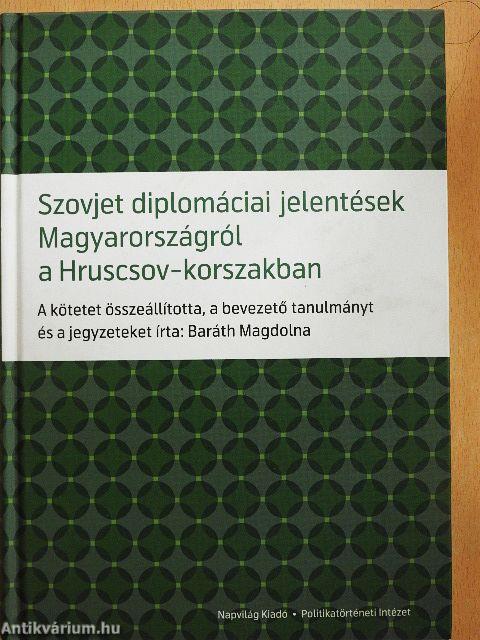 Szovjet diplomáciai jelentések
Magyarországról
a Hruscsov-korszakban
A kötetet összeállította, a bevezető tanulmányt
és a jegyzeteket írta: Baráth Magdolna
Napvilág Kiadó • Politikatörténeti Intézet
Antikvárium.hu